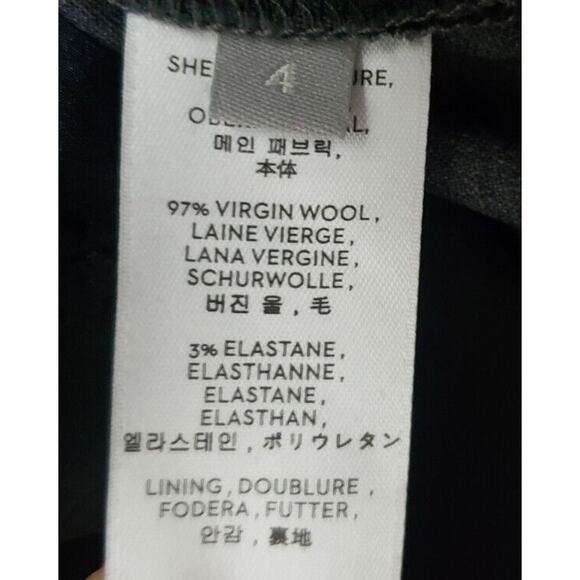 4
메인 패브릭,
本体
97% VIRGIN WOOL,
LAINE VIERGE,
LANA VERGINE,
SCHURWOLLE,
버진 울, 毛
3% ELASTANE,
ELASTHANNE,
ELASTANE,
ELASTHAN,
엘라스테인, ポリウレタン
LINING, DOUBLURE,
FODERA, FUTTER,
안감, 裏地